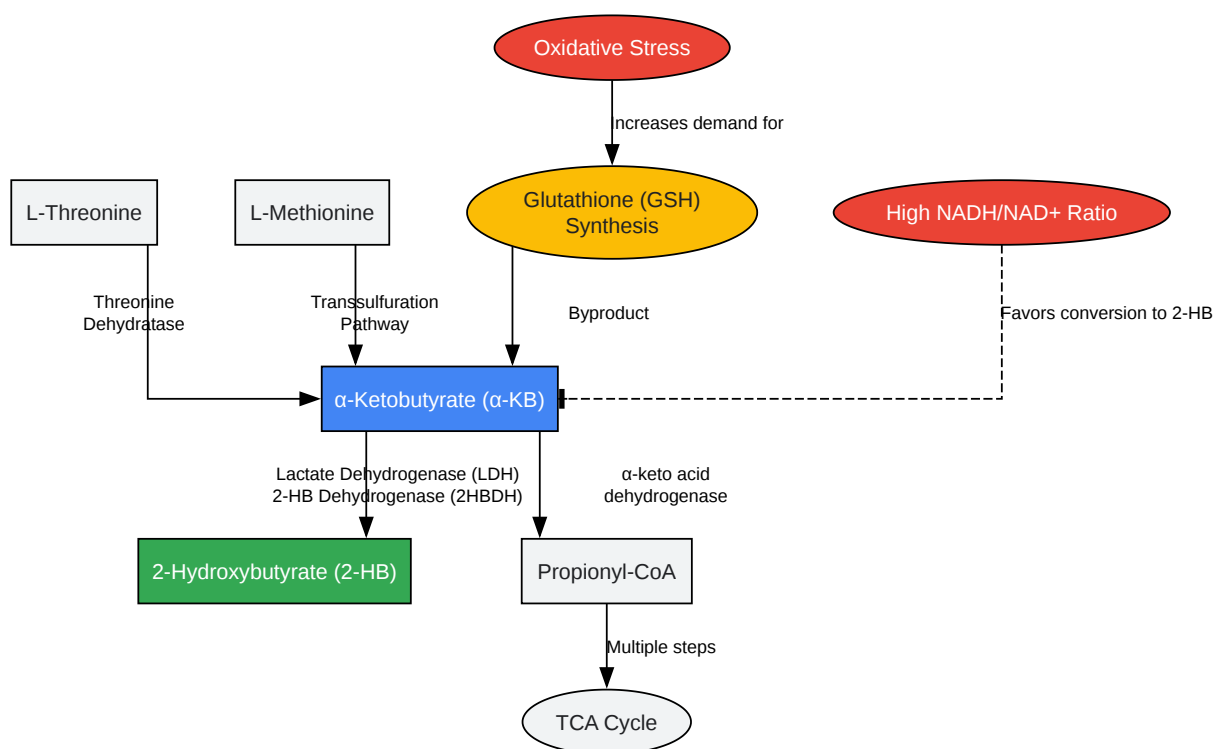 Oxidative Stress
Increases demand for
L-Threonine
L-Methionine
Glutathione (GSH)
Synthesis
High NADH/NAD+ Ratio
Threonine
Dehydratase
Transsulfuration
Pathway
Byproduct
Favors conversion to 2-HB
α-Ketobutyrate (α-KB)
Lactate Dehydrogenase (LDH)
2-HB Dehydrogenase (2HBDH)
α-keto acid
dehydrogenase
2-Hydroxybutyrate (2-HB)
Propionyl-CoA
Multiple steps
TCA Cycle